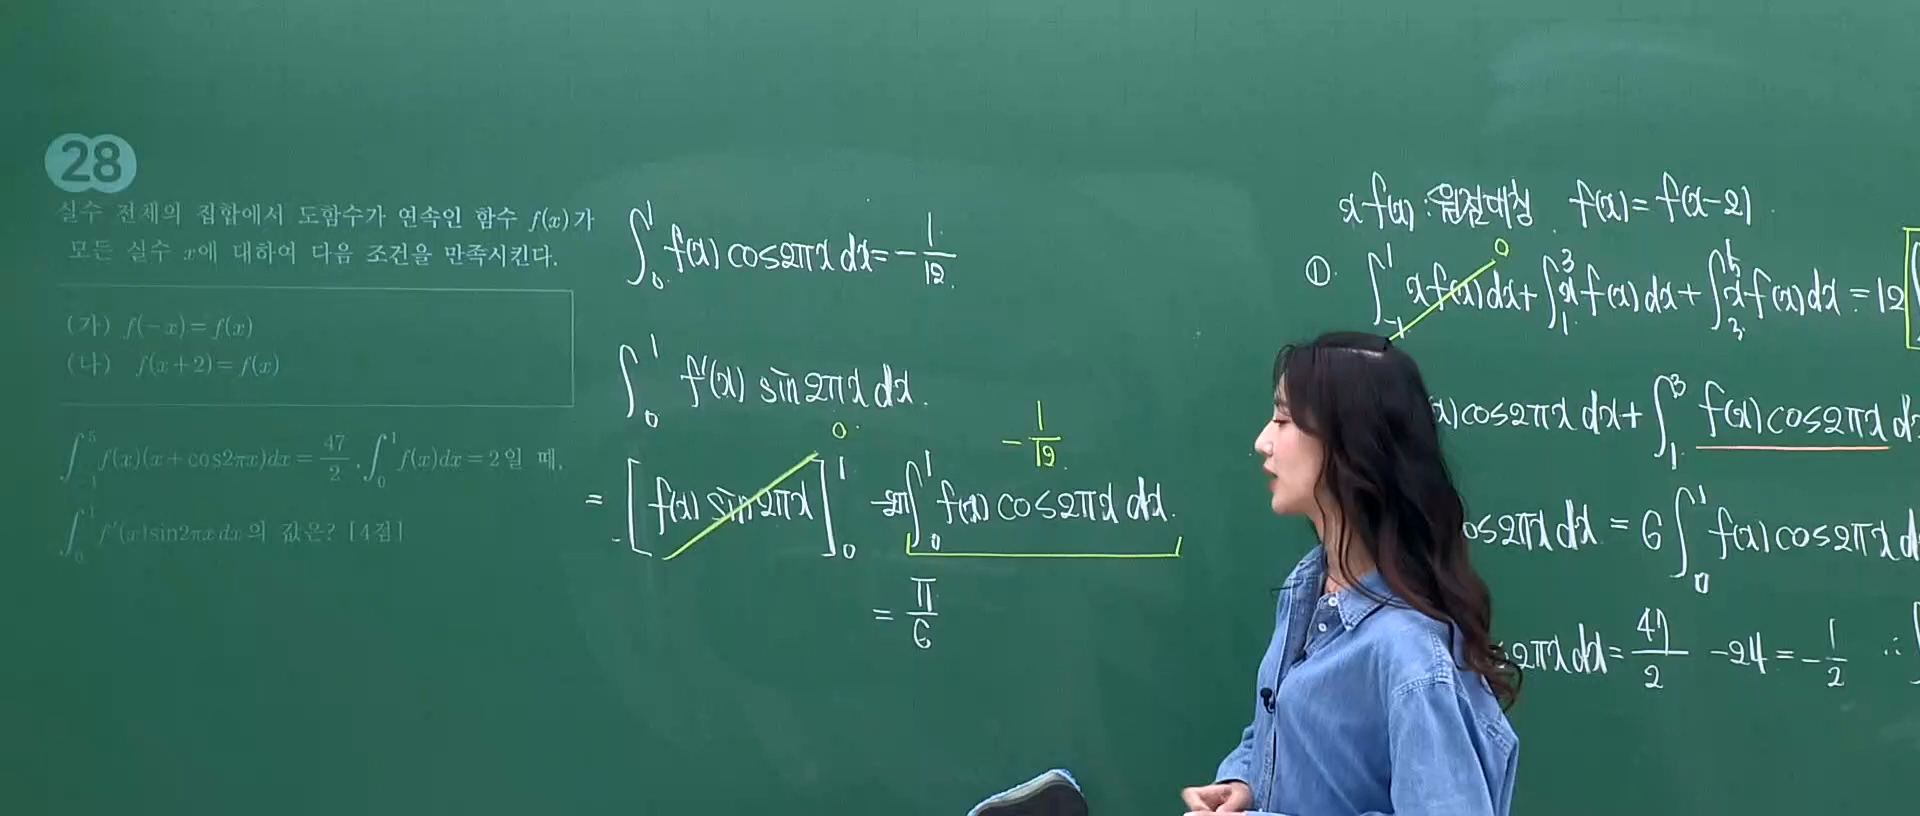 28
실수 전체의 집합에서 도함수가 연속인 함수 f(x)가
모든 실수 x에 대하여 다음 조건을 만족시킨다.
(가) f(-x)=f(x)
(나) f(x+2)=f(x)
∫_{-1}^{5} f(x)(x+cos2πx)dx = 47/2, ∫_0^1 f(x)dx=2일 때,
∫_0^1 f′(x)sin2πx dx의 값은? [4점]
∫_0^1 f(x) cos2πx dx = -1/12
∫_0^1 f′(x) sin2πx dx.
0
-1/12
= [f(x) sin2πx]_0^1 -2π∫_0^1 f(x) cos2πx dx.
= π/6
x f(x) : 원점대칭 f(x) = f(x-2)
0
①. ∫_{-1}^1 x f(x)dx + ∫_1^3 x f(x)dx + ∫_3^5 x f(x)dx = 12
x) cos2πx dx + ∫_1^3 f(x) cos2πx d
os2πx dx = 6 ∫_0^1 f(x) cos2πx d
2πx dx = 47/2 -24 = -1/2 ∴ ∫